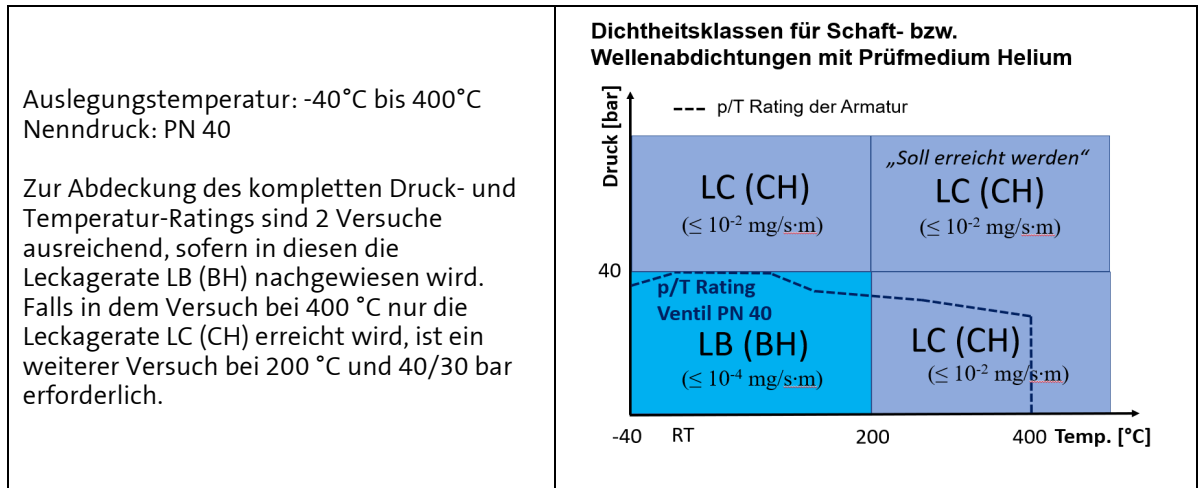 Auslegungstemperatur: -40°C bis 400°C
Nenndruck: PN 40
Zur Abdeckung des kompletten Druck- und
Temperatur-Ratings sind 2 Versuche
ausreichend, sofern in diesen die
Leckagerate LB (BH) nachgewiesen wird.
Falls in dem Versuch bei 400 °C nur die
Leckagerate LC (CH) erreicht wird, ist ein
weiterer Versuch bei 200 °C und 40/30 bar
erforderlich.
Dichtheitsklassen für Schaft- bzw.
Wellenabdichtungen mit Prüfmedium Helium
Druck [bar]
p/T Rating der Armatur
LC (CH)
(≤ 10⁻² mg/s·m)
„Soll erreicht werden“
LC (CH)
(≤ 10⁻² mg/s·m)
40
p/T Rating
Ventil PN 40
LB (BH)
(≤ 10⁻⁴ mg/s·m)
LC (CH)
(≤ 10⁻² mg/s·m)
-40 RT 200 400 Temp. [°C]